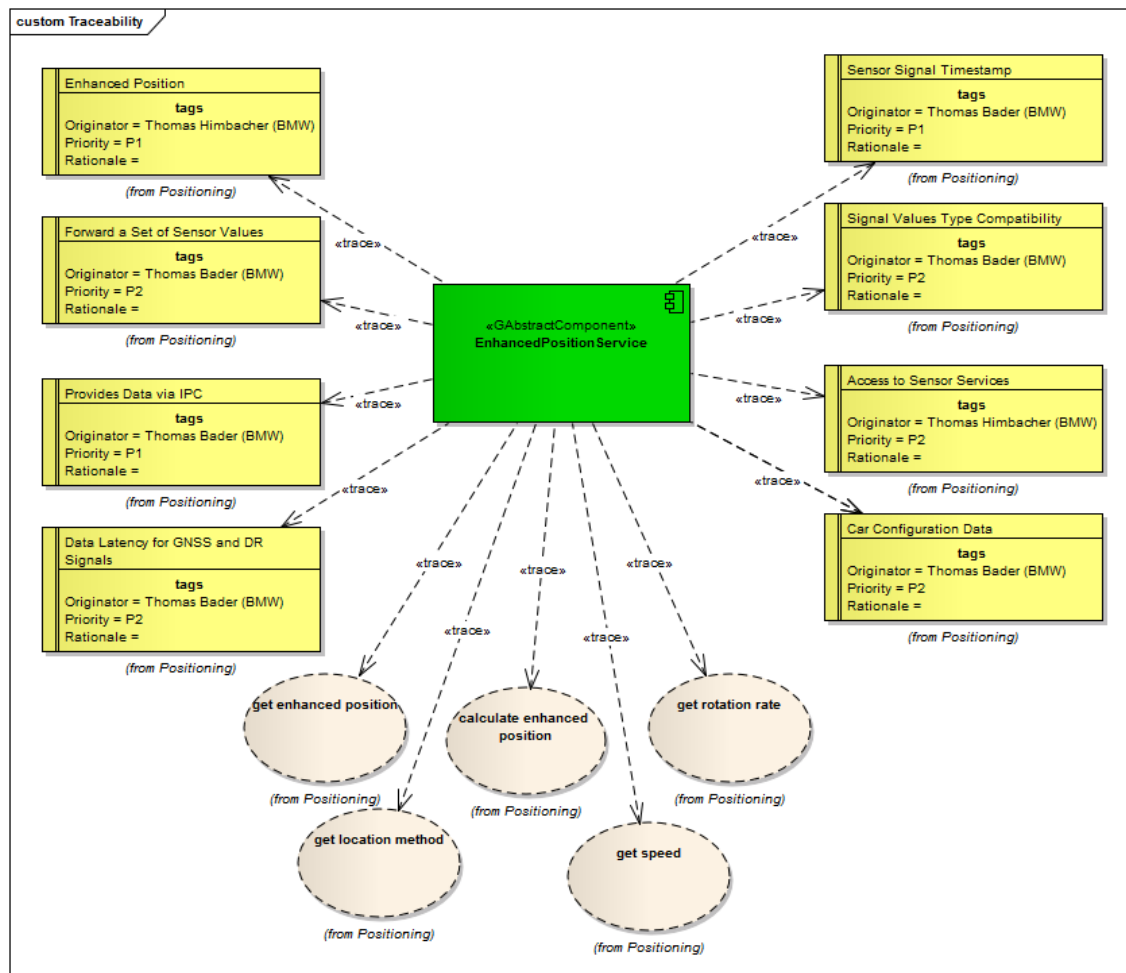 custom Traceability
Enhanced Position
tags
Originator = Thomas Himbacher (BMW)
Priority = P1
Rationale =
(from Positioning)
Forward a Set of Sensor Values
tags
Originator = Thomas Bader (BMW)
Priority = P2
Rationale =
(from Positioning)
Provides Data via IPC
tags
Originator = Thomas Bader (BMW)
Priority = P1
Rationale =
(from Positioning)
Data Latency for GNSS and DR
Signals
tags
Originator = Thomas Bader (BMW)
Priority = P2
Rationale =
(from Positioning)
«trace»
«trace»
«trace»
«trace»
«GAbstractComponent»
EnhancedPositionService
Sensor Signal Timestamp
tags
Originator = Thomas Bader (BMW)
Priority = P1
Rationale =
(from Positioning)
Signal Values Type Compatibility
tags
Originator = Thomas Bader (BMW)
Priority = P2
Rationale =
(from Positioning)
Access to Sensor Services
tags
Originator = Thomas Himbacher (BMW)
Priority = P2
Rationale =
(from Positioning)
Car Configuration Data
tags
Originator = Thomas Bader (BMW)
Priority = P2
Rationale =
(from Positioning)
«trace»
«trace»
«trace»
«trace»
«trace»
«trace»
«trace»
«trace»
«trace»
get enhanced position
(from Positioning)
calculate enhanced
position
(from Positioning)
get rotation rate
(from Positioning)
get location method
(from Positioning)
get speed
(from Positioning)